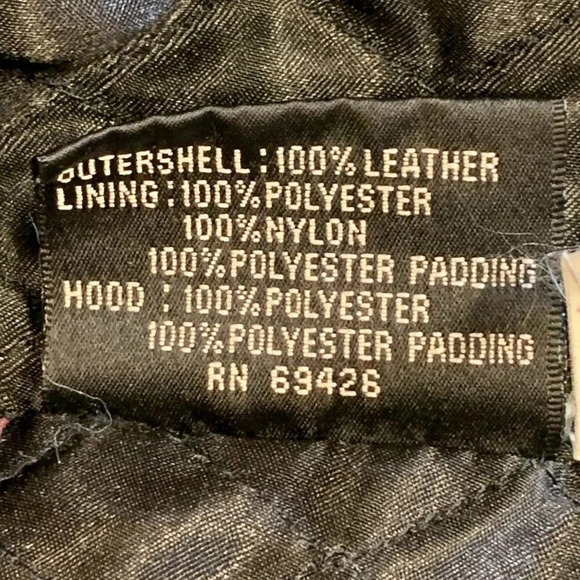 OUTERSHELL : 100% LEATHER
LINING : 100% POLYESTER
100% NYLON
100% POLYESTER PADDING
HOOD : 100% POLYESTER
100% POLYESTER PADDING
RN 69426